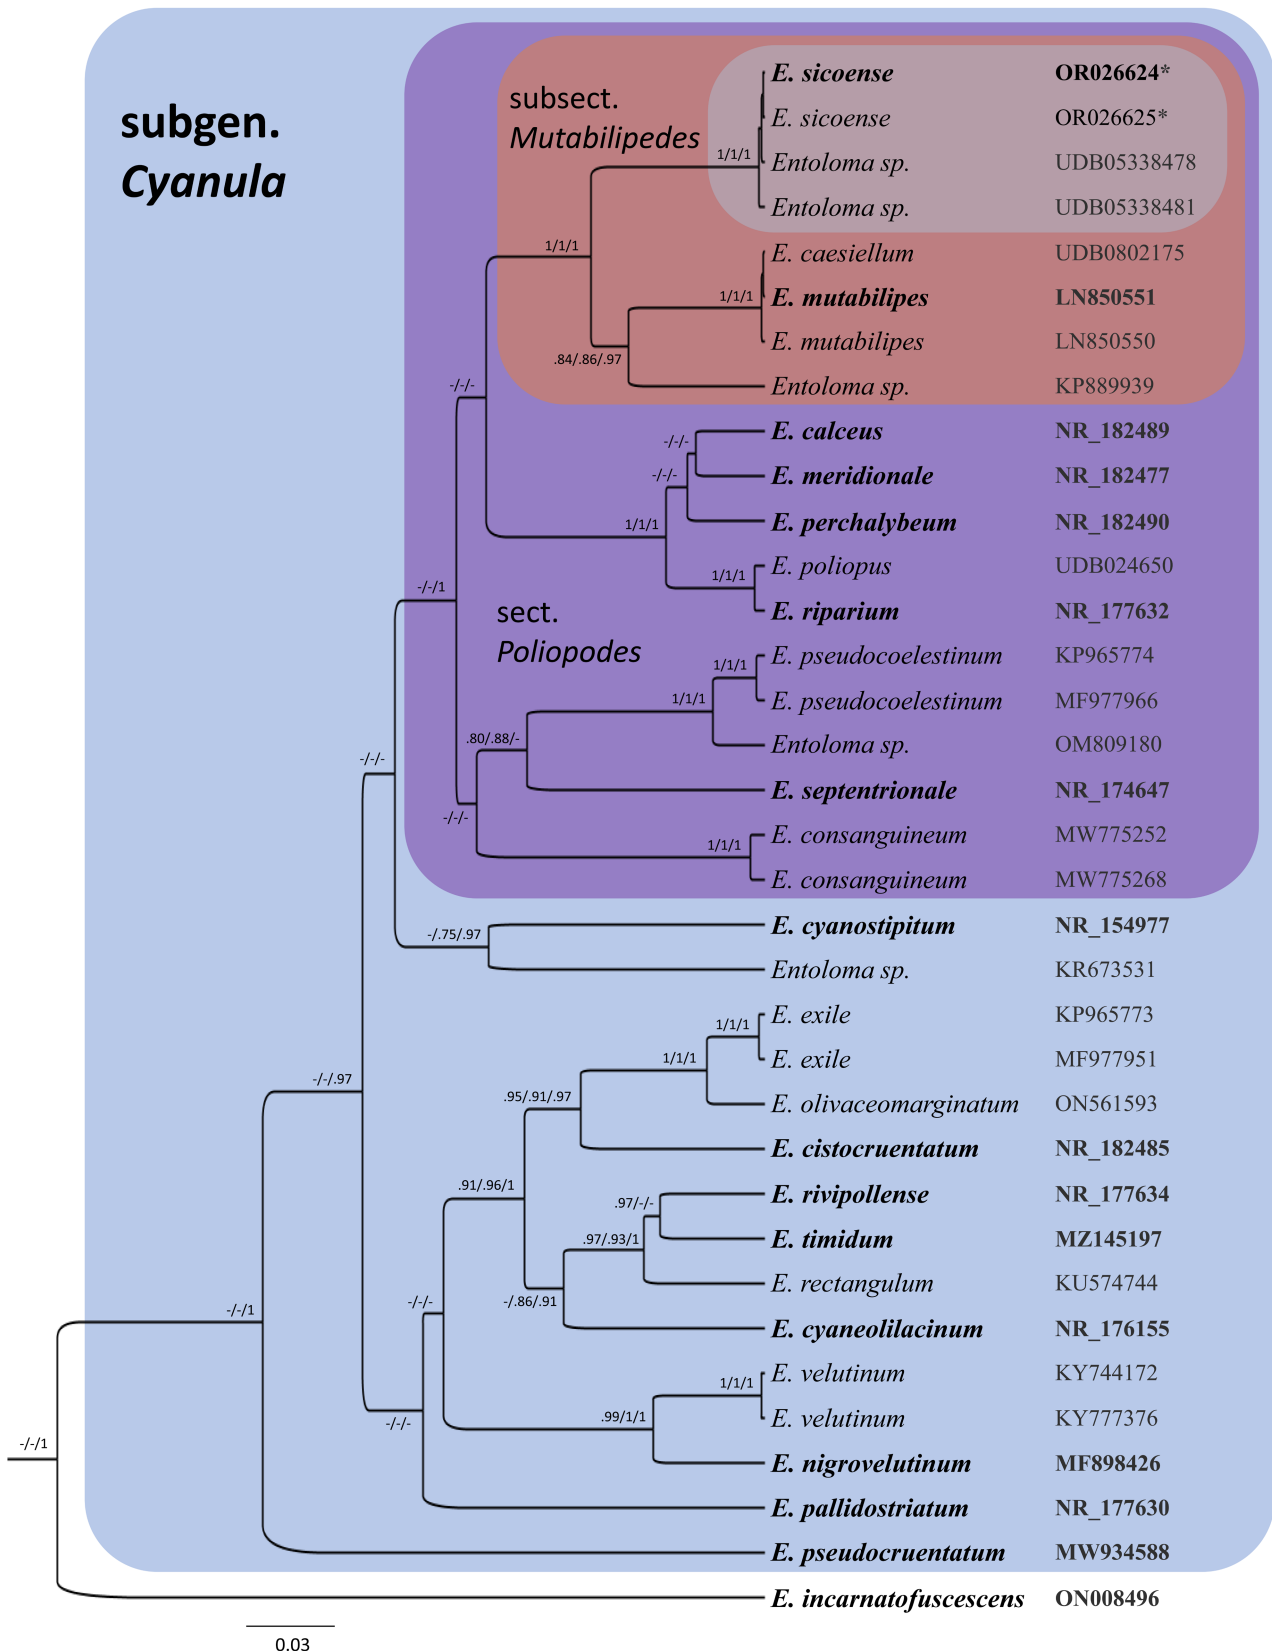 subgen.
Cyanula
subsect.
Mutabilipedes
sect.
Poliopodes
E. sicoense OR026624*
E. sicoense OR026625*
1/1/1
Entoloma sp. UDB05338478
Entoloma sp. UDB05338481
1/1/1
E. caesiellum UDB0802175
1/1/1
E. mutabilipes LN850551
E. mutabilipes LN850550
.84/.86/.97
Entoloma sp. KP889939
-/-/-
E. calceus NR_182489
-/-/-
-/-/-
E. meridionale NR_182477
E. perchalybeum NR_182490
1/1/1
E. poliopus UDB024650
1/1/1
-/-/1
E. riparium NR_177632
E. pseudocoelestinum KP965774
1/1/1
E. pseudocoelestinum MF977966
1/1/1
.80/.88/-
Entoloma sp. OM809180
-/-/-
E. septentrionale NR_174647
-/-/-
E. consanguineum MW775252
1/1/1
E. consanguineum MW775268
E. cyanostipitum NR_154977
-/.75/.97
Entoloma sp. KR673531
E. exile KP965773
1/1/1
E. exile MF977951
1/1/1
-/-/.97
.95/.91/.97
E. olivaceomarginatum ON561593
E. cistocruentatum NR_182485
.91/.96/1
E. rivipollense NR_177634
.97/-/-
E. timidum MZ145197
.97/.93/1
E. rectangulum KU574744
-/.86/.91
-/-/-
-/-/1
E. cyaneolilacinum NR_176155
E. velutinum KY744172
1/1/1
E. velutinum KY777376
.99/1/1
-/-/-
-/-/1
E. nigrovelutinum MF898426
E. pallidostriatum NR_177630
E. pseudocruentatum MW934588
E. incarnatofuscescens ON008496
0.03